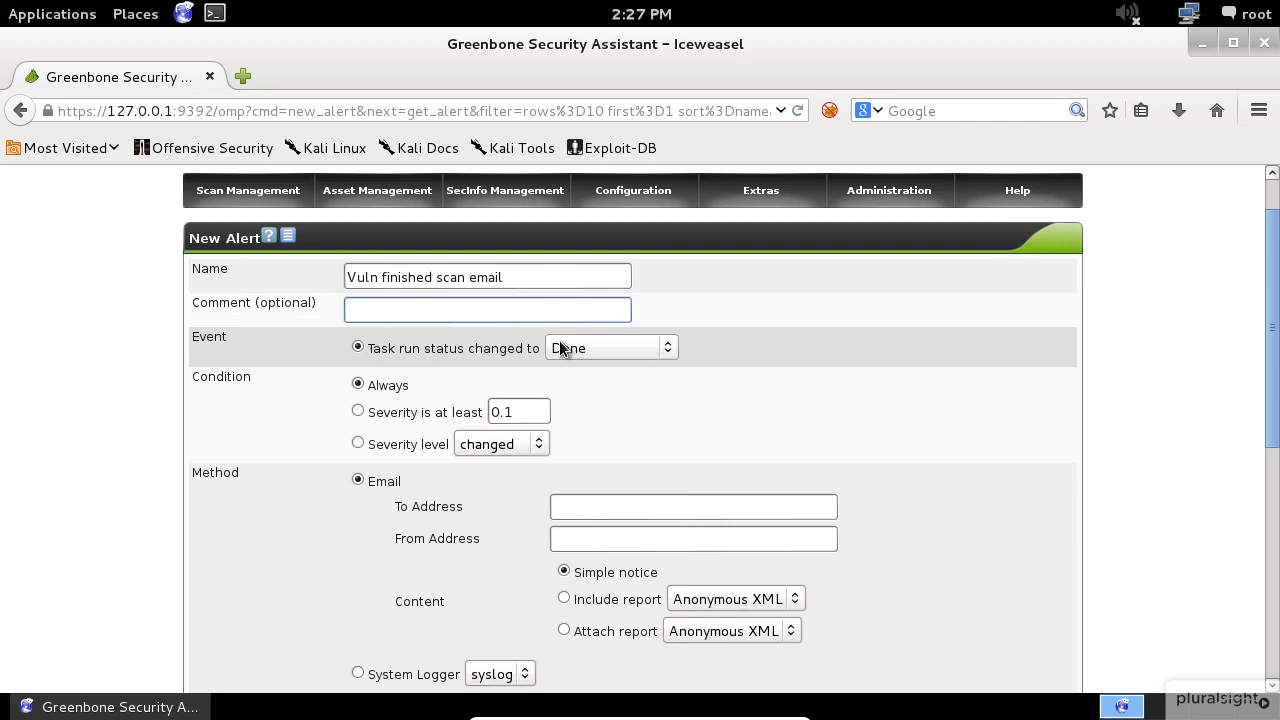 Applications Places 2:27 PM root
Greenbone Security Assistant – Iceweasel
Greenbone Security ...
https://127.0.0.1:9392/omp?cmd=new_alert&next=get_alert&filter=rows%3D10 first%3D1 sort%3Dname. Google
Most Visited Offensive Security Kali Linux Kali Docs Kali Tools Exploit-DB
Scan Management Asset Management SecInfo Management Configuration Extras Administration Help
New Alert
Name Vuln finished scan email
Comment (optional)
Event
Task run status changed to Done
Condition
Always
Severity is at least 0.1
Severity level changed
Method
Email
To Address
From Address
Simple notice
Content
Include report Anonymous XML
Attach report Anonymous XML
System Logger syslog
Greenbone Security A...
pluralsight